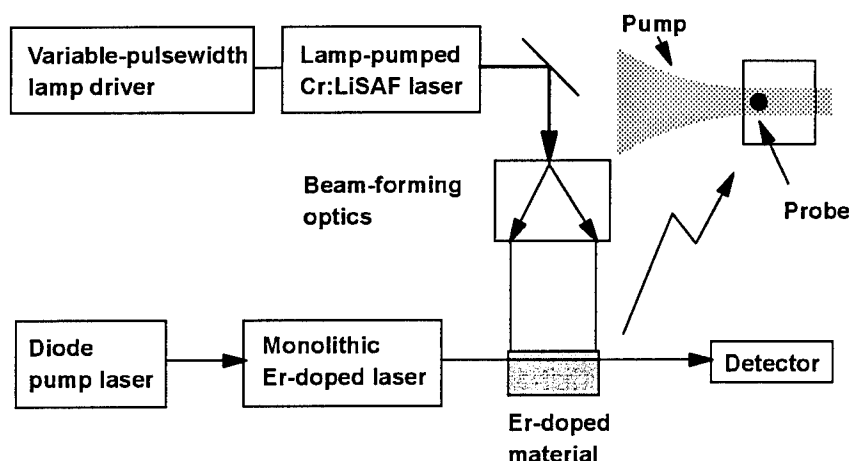 Variable-pulsewidth
lamp driver
Lamp-pumped
Cr:LiSAF laser
Pump
Probe
Beam-forming
optics
Diode
pump laser
Monolithic
Er-doped laser
Detector
Er-doped
material